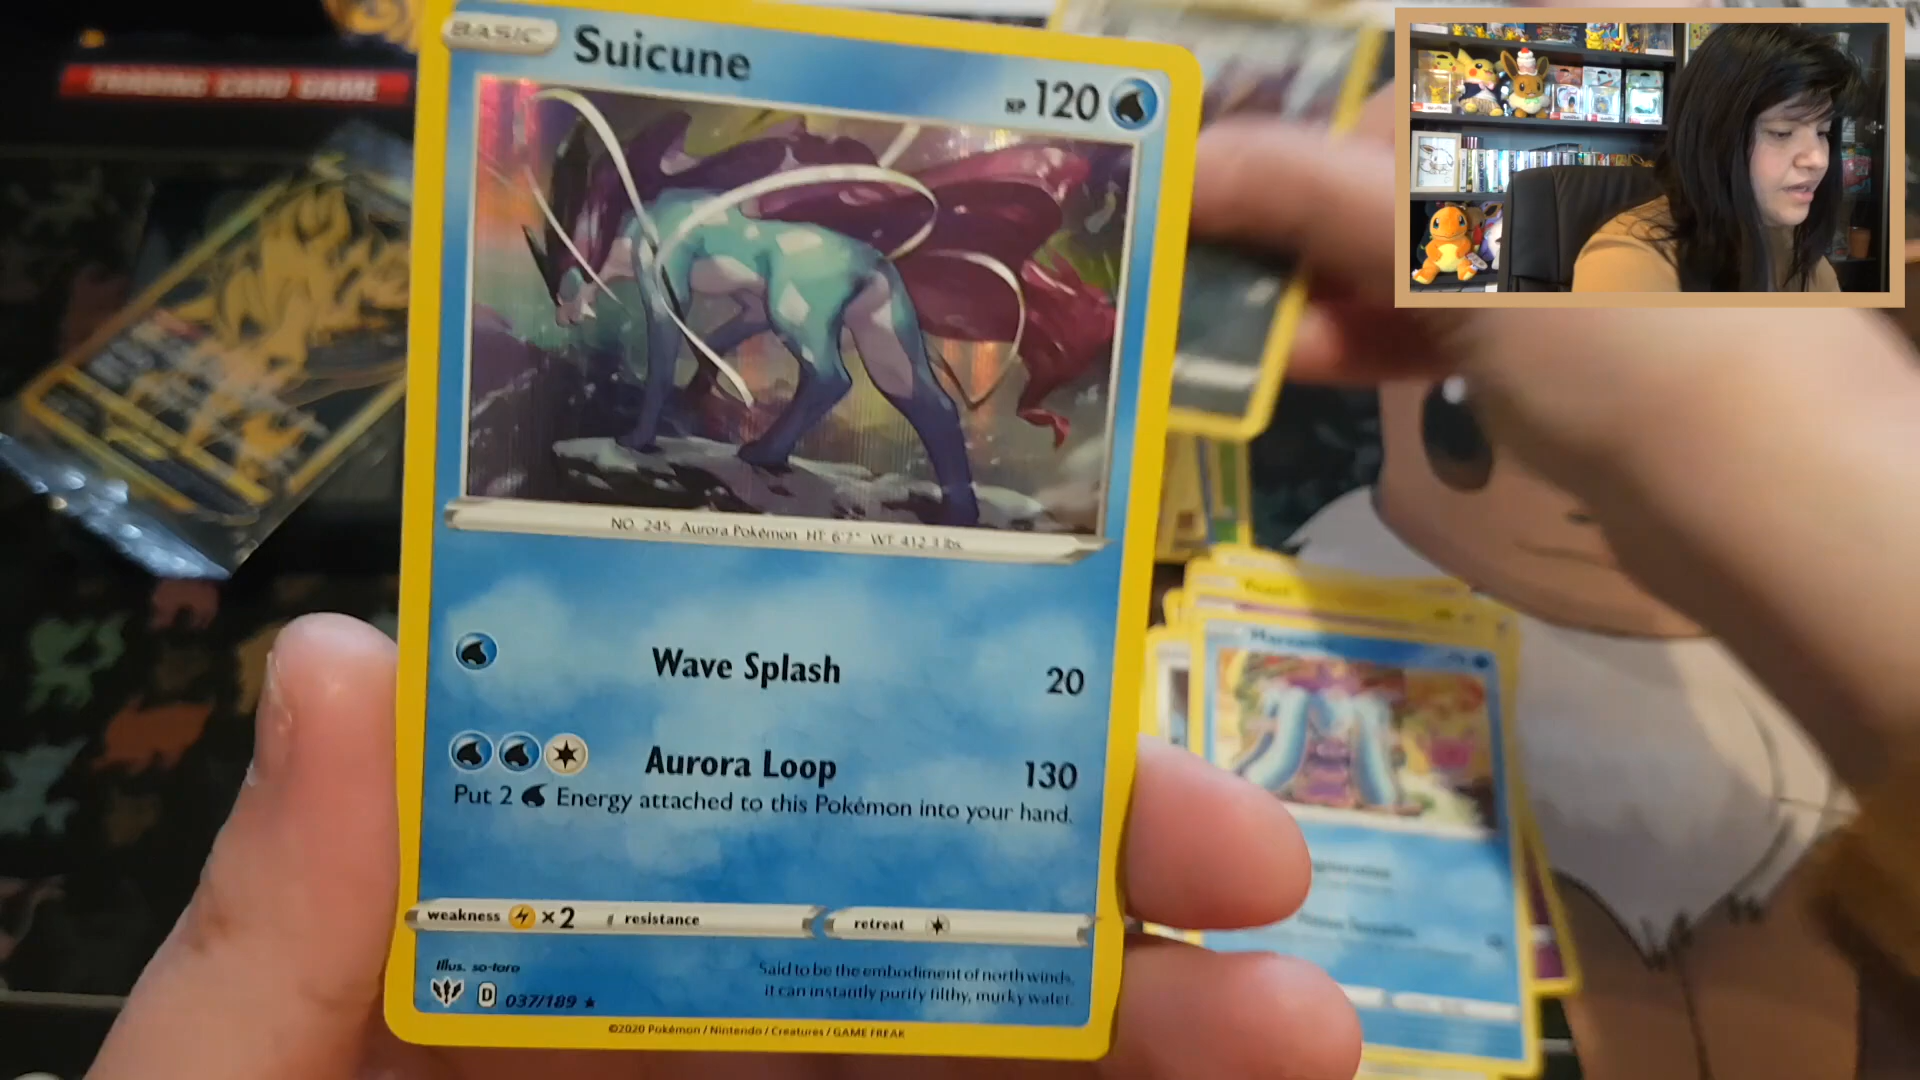 TRADING CARD GAME
BASIC
Suicune
HP 120
NO. 245 Aurora Pokémon HT: 6'7" WT: 412.3 lbs.
Wave Splash 20
Aurora Loop 130
Put 2 Energy attached to this Pokémon into your hand.
weakness ×2 resistance retreat
Illus. so-taro
D 037/189
Said to be the embodiment of north winds,
it can instantly purify filthy, murky water.
©2020 Pokémon / Nintendo / Creatures / GAME FREAK